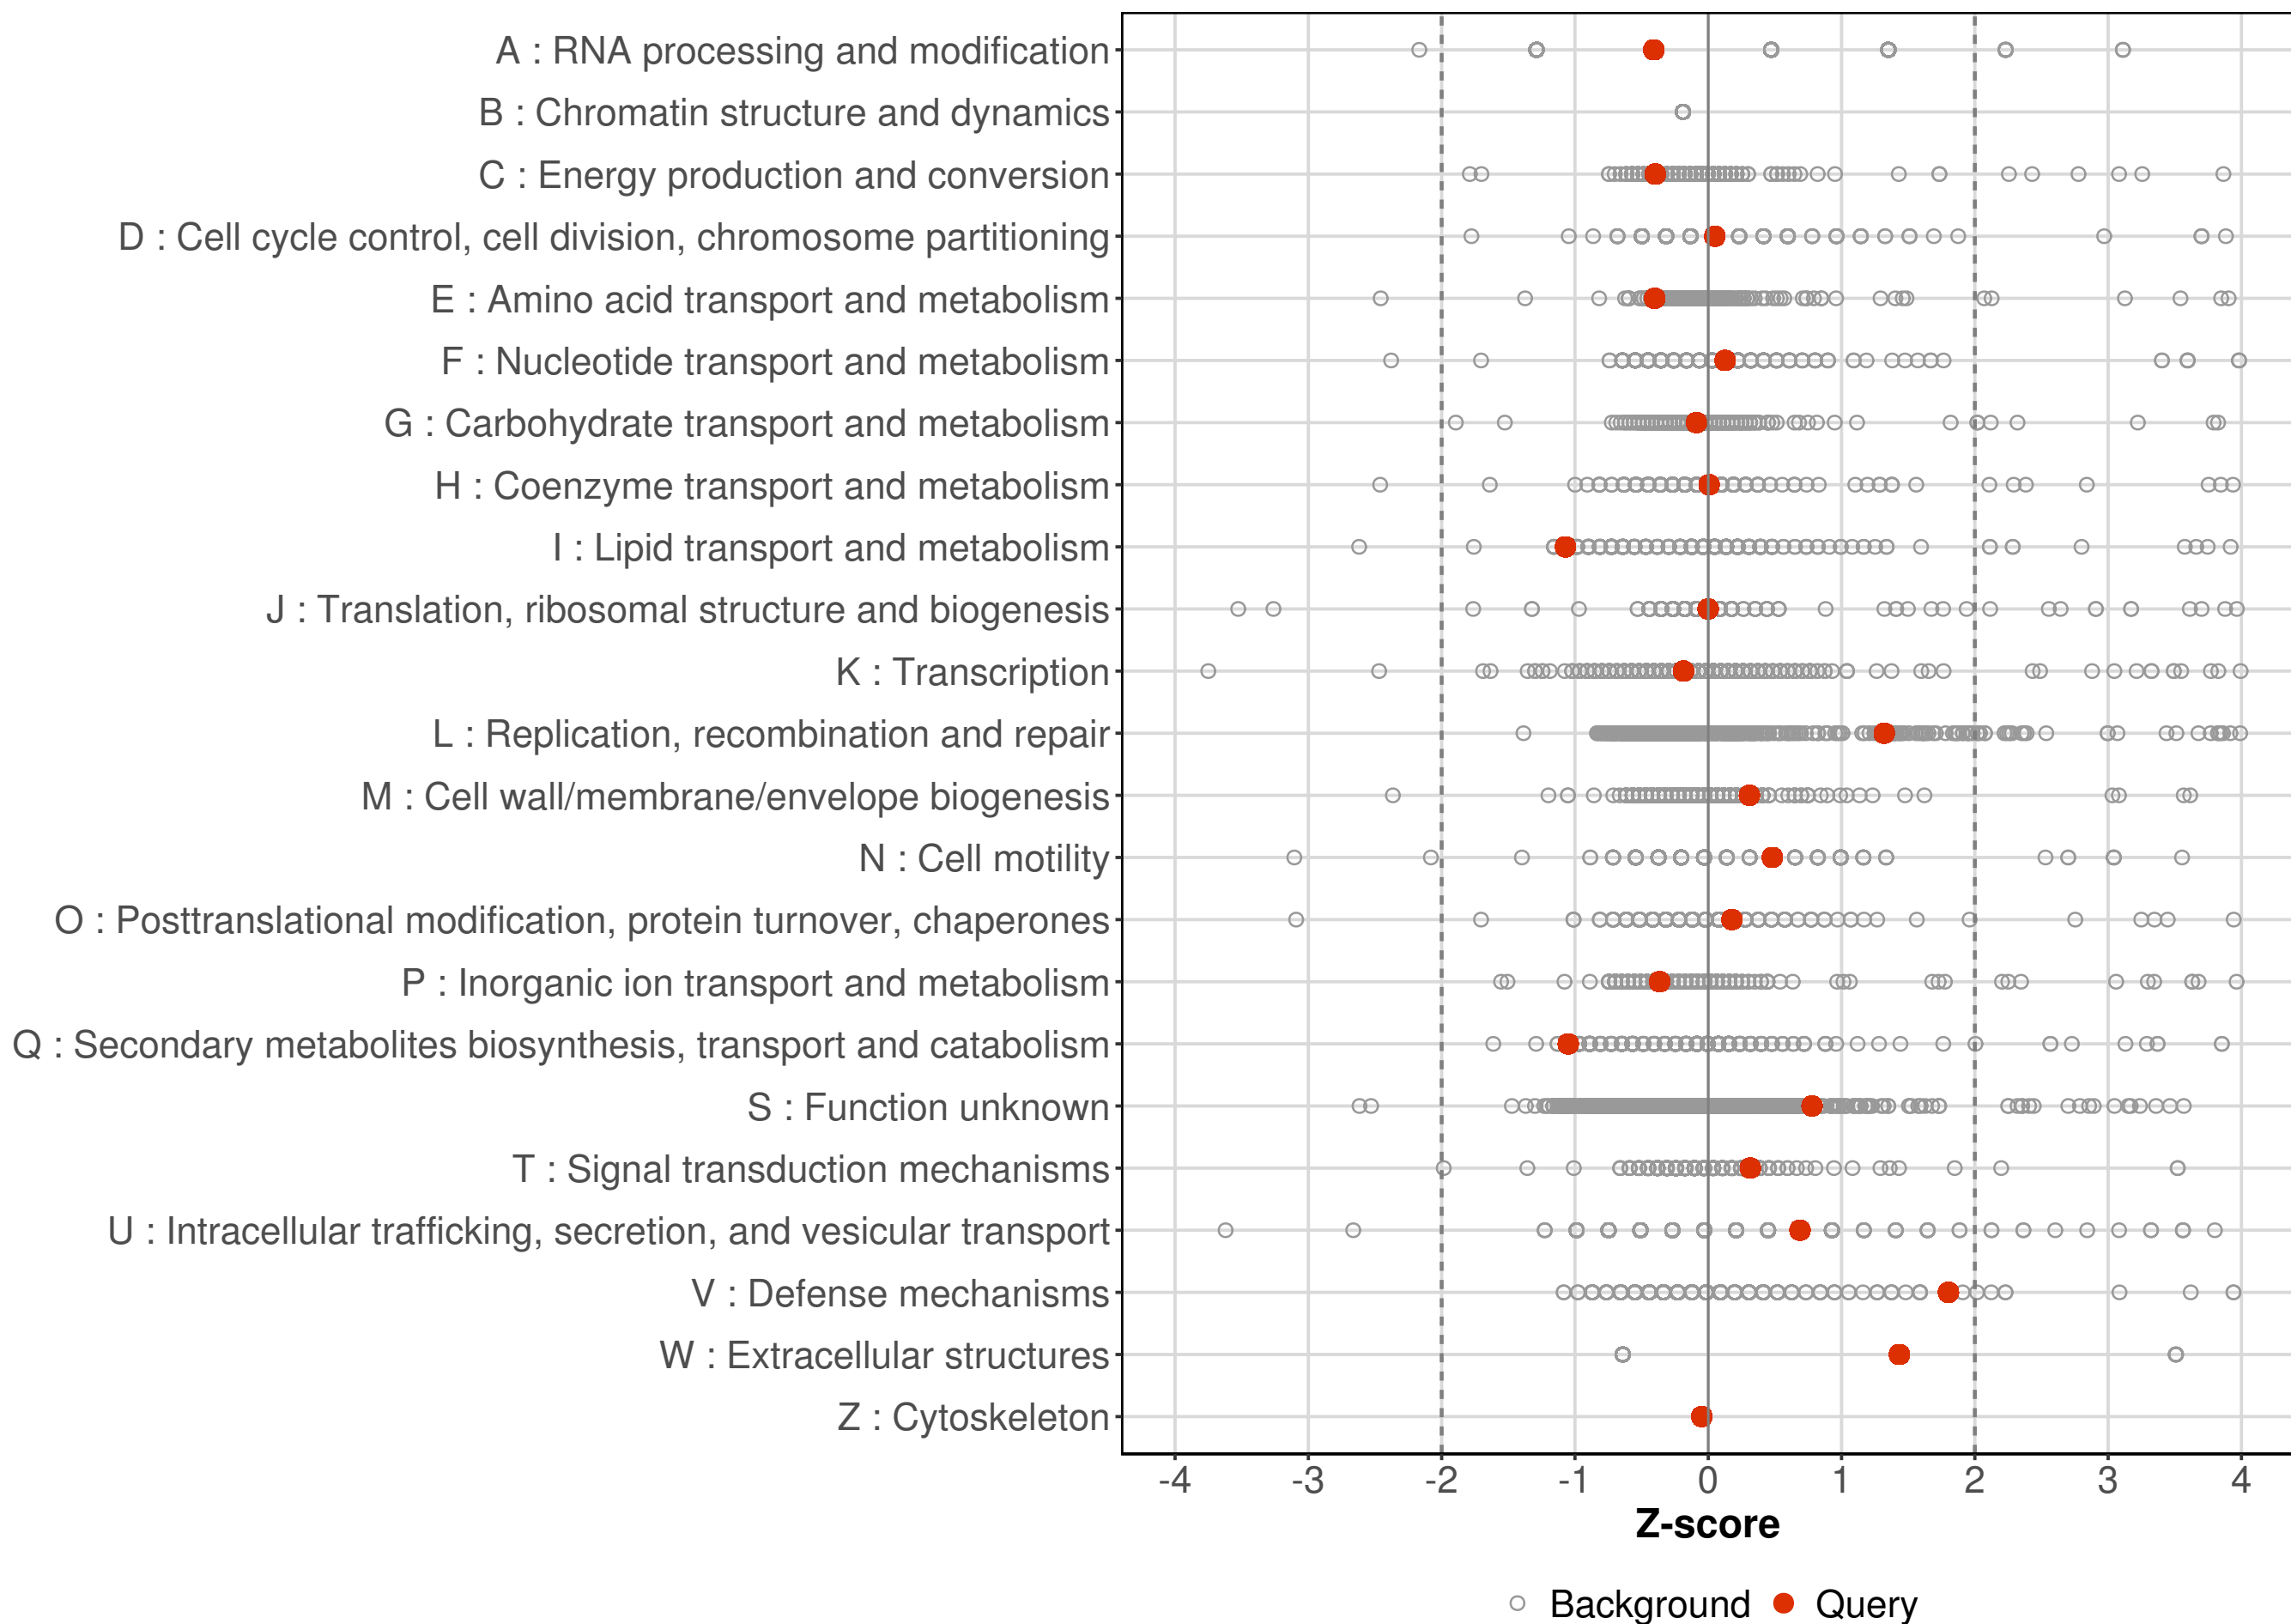 A : RNA processing and modification
B : Chromatin structure and dynamics
C : Energy production and conversion
D : Cell cycle control, cell division, chromosome partitioning
E : Amino acid transport and metabolism
F : Nucleotide transport and metabolism
G : Carbohydrate transport and metabolism
H : Coenzyme transport and metabolism
I : Lipid transport and metabolism
J : Translation, ribosomal structure and biogenesis
K : Transcription
L : Replication, recombination and repair
M : Cell wall/membrane/envelope biogenesis
N : Cell motility
O : Posttranslational modification, protein turnover, chaperones
P : Inorganic ion transport and metabolism
Q : Secondary metabolites biosynthesis, transport and catabolism
S : Function unknown
T : Signal transduction mechanisms
U : Intracellular trafficking, secretion, and vesicular transport
V : Defense mechanisms
W : Extracellular structures
Z : Cytoskeleton
-4 -3 -2 -1 0 1 2 3 4
Z-score
Background Query